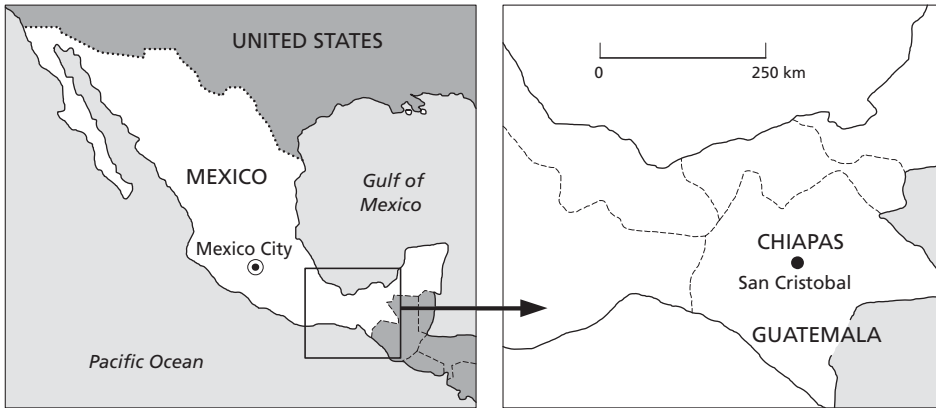 UNITED STATES
MEXICO
Gulf of
Mexico
Mexico City
Pacific Ocean
0 250 km
CHIAPAS
San Cristobal
GUATEMALA